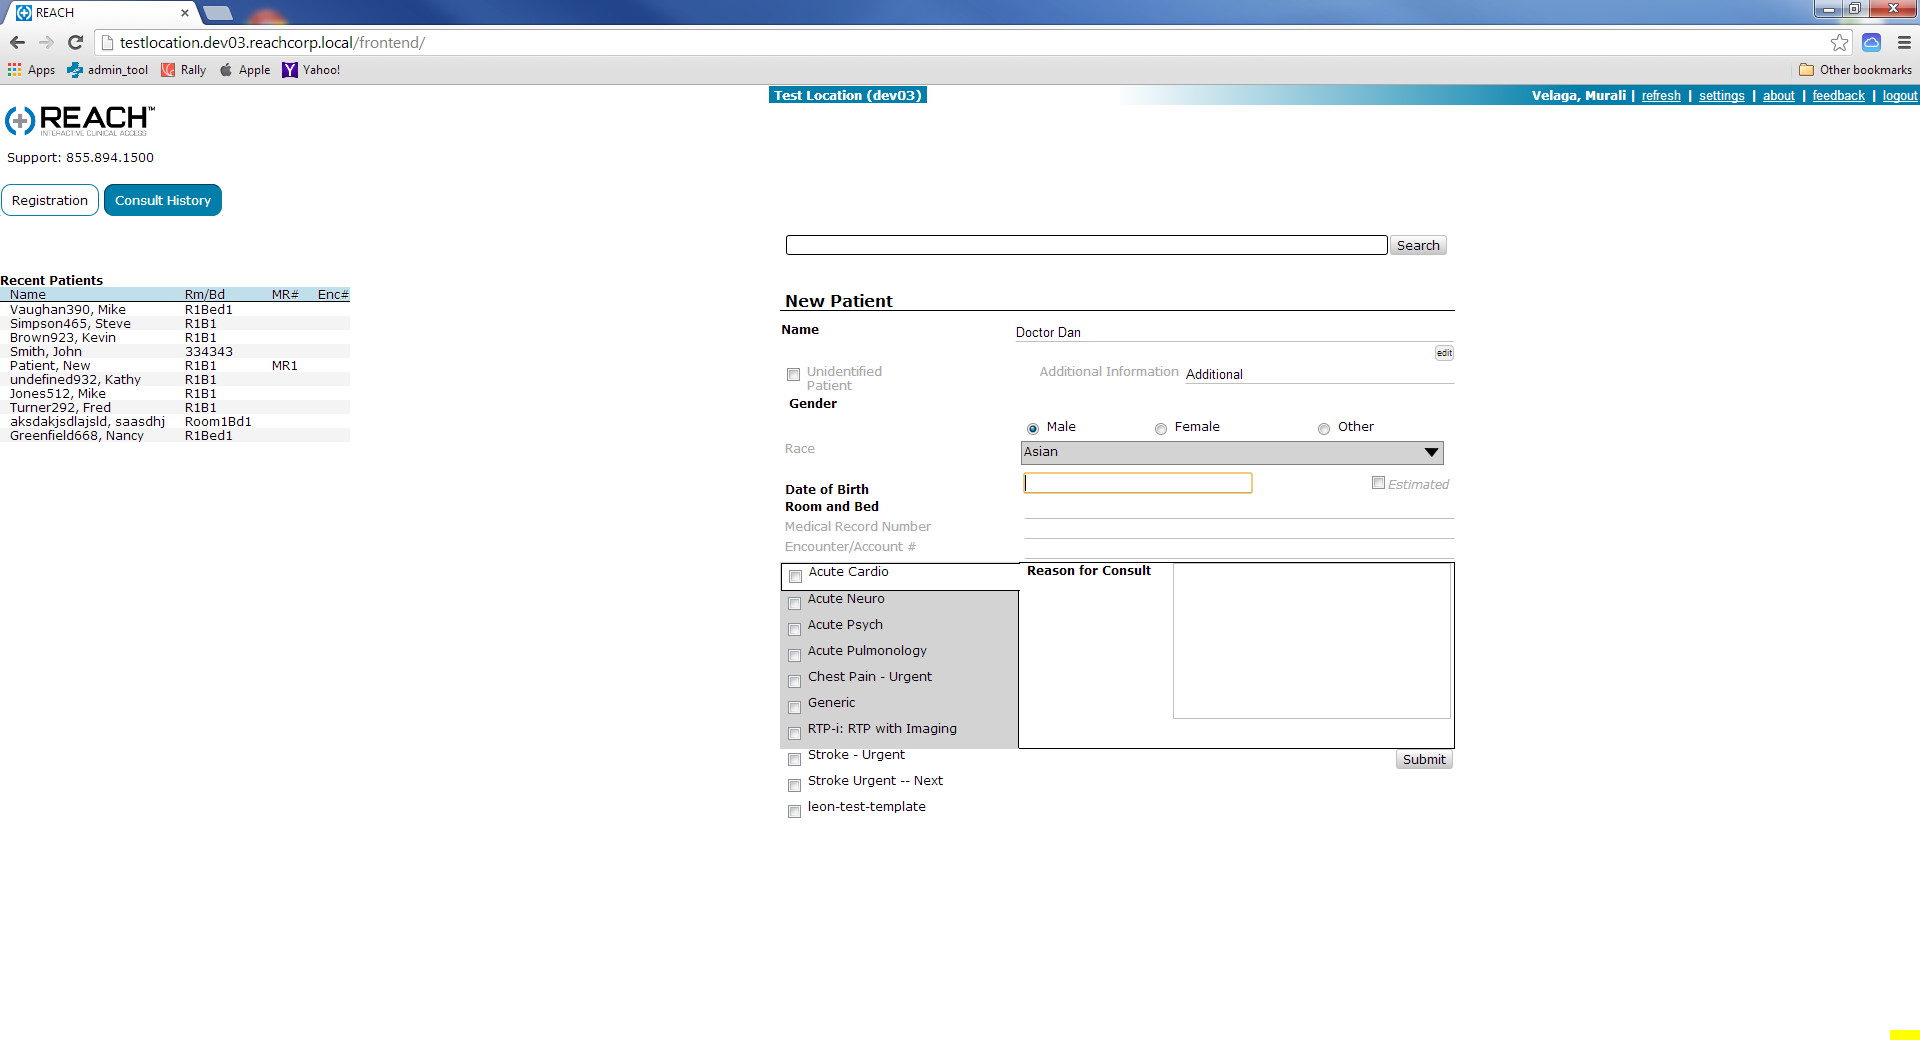 REACH
testlocation.dev03.reachcorp.local/frontend/
Apps admin_tool Rally Apple Yahoo! Other bookmarks
Test Location (dev03) Velaga, Murali | refresh | settings | about | feedback | logout
REACH™
INTERACTIVE CLINICAL ACCESS
Support: 855.894.1500
Registration Consult History
Search
Recent Patients
Name Rm/Bd MR# Enc#
Vaughan390, Mike R1Bed1
Simpson465, Steve R1B1
Brown923, Kevin R1B1
Smith, John 334343
Patient, New R1B1 MR1
undefined932, Kathy R1B1
Jones512, Mike R1B1
Turner292, Fred R1B1
aksdakjsdlajsld, saasdhj Room1Bd1
Greenfield668, Nancy R1Bed1
New Patient
Name Doctor Dan
edit
Unidentified Patient Additional Information Additional
Gender
Male Female Other
Race Asian
Date of Birth Estimated
Room and Bed
Medical Record Number
Encounter/Account #
Acute Cardio Reason for Consult
Acute Neuro
Acute Psych
Acute Pulmonology
Chest Pain - Urgent
Generic
RTP-i: RTP with Imaging
Stroke - Urgent Submit
Stroke Urgent -- Next
leon-test-template